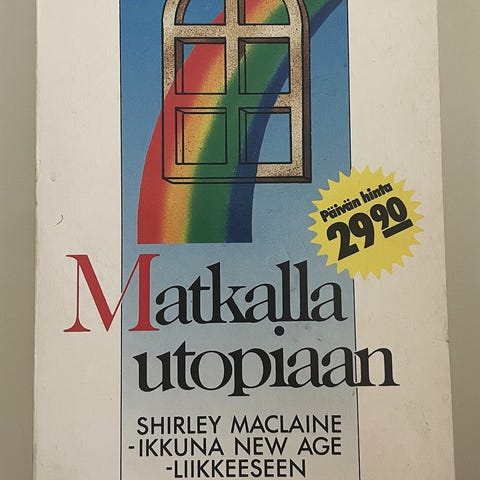 Päivän hinta
29 90
Matkalla
utopiaan
SHIRLEY MACLAINE
-IKKUNA NEW AGE
-LIIKKEESEEN